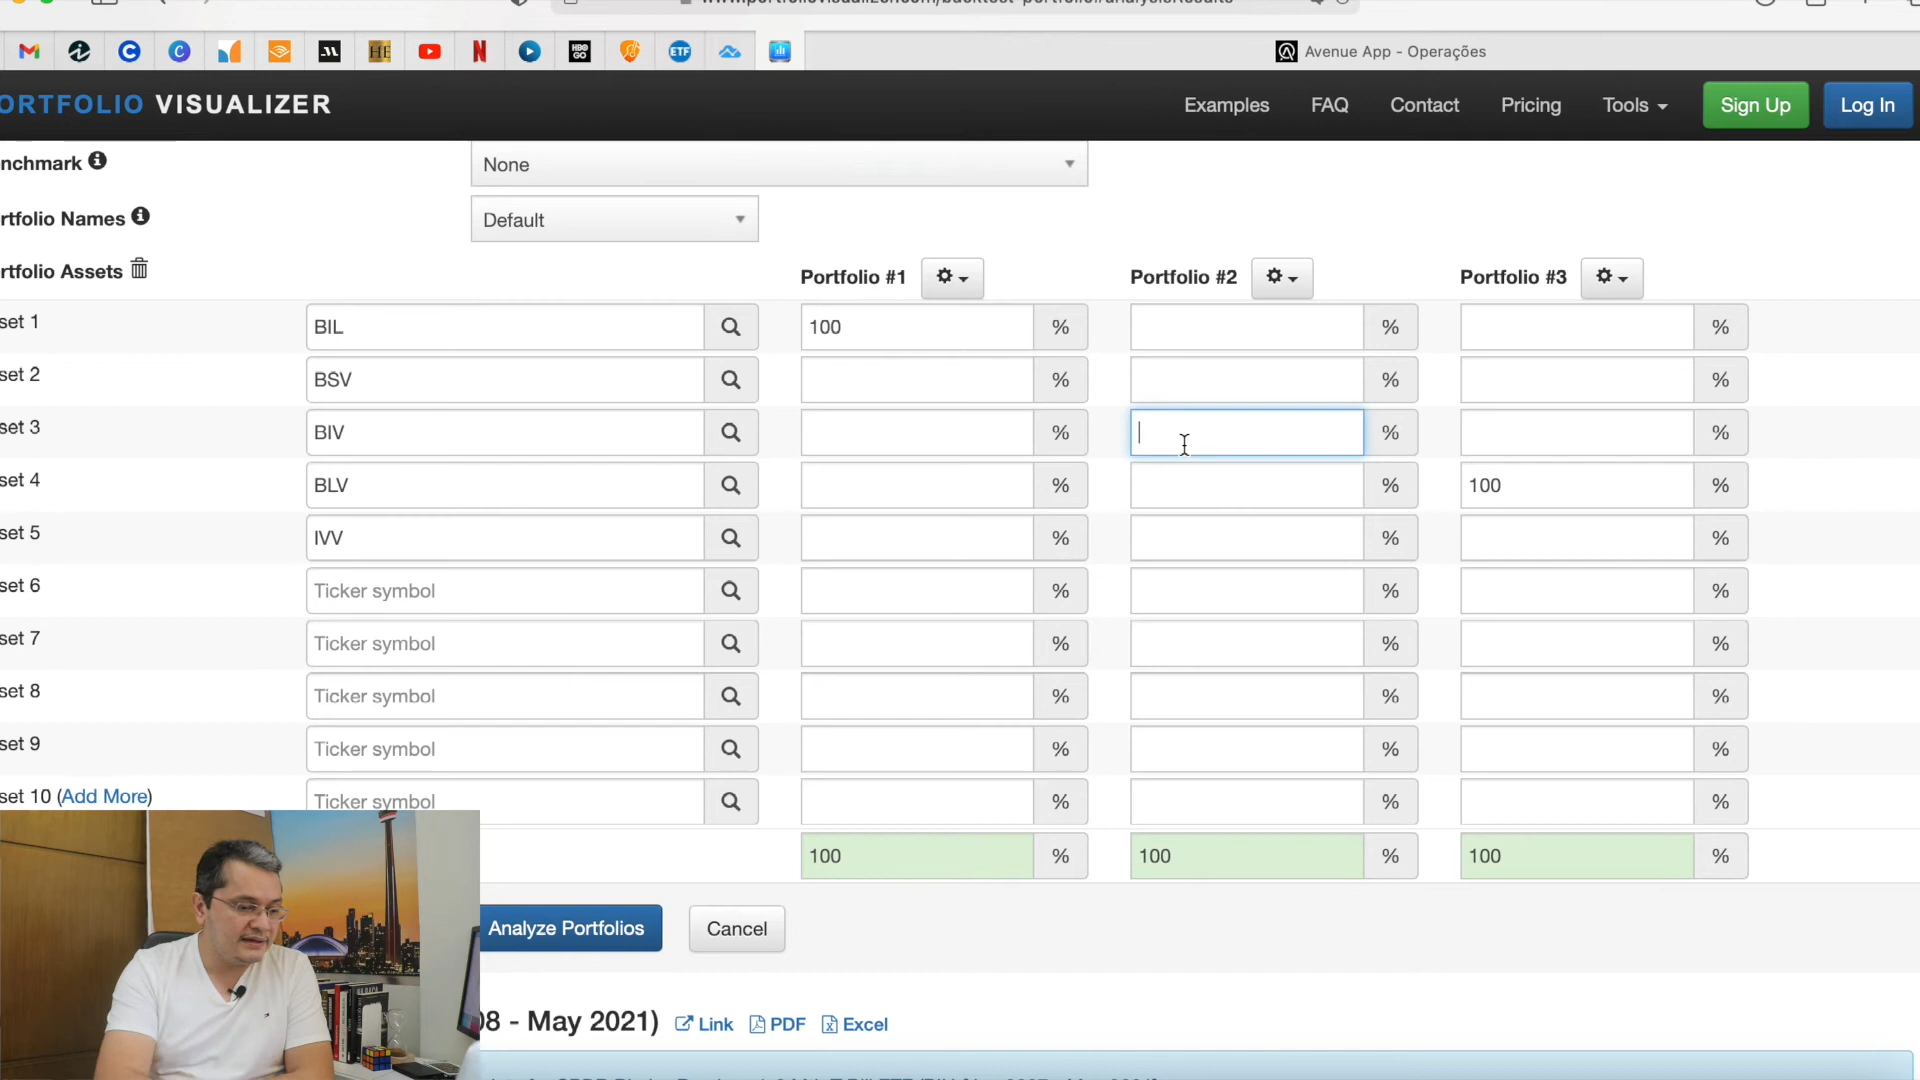 Avenue App - Operações
ORTFOLIO VISUALIZER
Examples FAQ Contact Pricing Tools Sign Up Log In
nchmark None
rtfolio Names Default
rtfolio Assets Portfolio #1 Portfolio #2 Portfolio #3
set 1 BIL 100 % % %
set 2 BSV % % %
set 3 BIV % % %
set 4 BLV % % 100 %
set 5 IVV % % %
set 6 Ticker symbol % % %
set 7 Ticker symbol % % %
set 8 Ticker symbol % % %
set 9 Ticker symbol % % %
set 10 (Add More) Ticker symbol % % %
100 % 100 % 100 %
Analyze Portfolios Cancel
08 - May 2021) Link PDF Excel